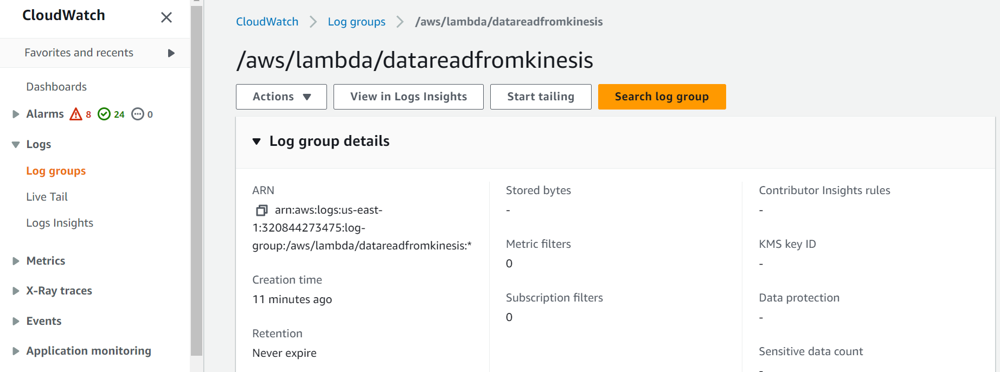 CloudWatch
Favorites and recents
Dashboards
Alarms 8 24 0
Logs
Log groups
Live Tail
Logs Insights
Metrics
X-Ray traces
Events
Application monitoring
CloudWatch Log groups /aws/lambda/datareadfromkinesis
/aws/lambda/datareadfromkinesis
Actions View in Logs Insights Start tailing Search log group
Log group details
ARN
arn:aws:logs:us-east-
1:320844273475:log-
group:/aws/lambda/datareadfromkinesis:*
Creation time
11 minutes ago
Retention
Never expire
Stored bytes
-
Metric filters
0
Subscription filters
0
Contributor Insights rules
-
KMS key ID
-
Data protection
-
Sensitive data count
-